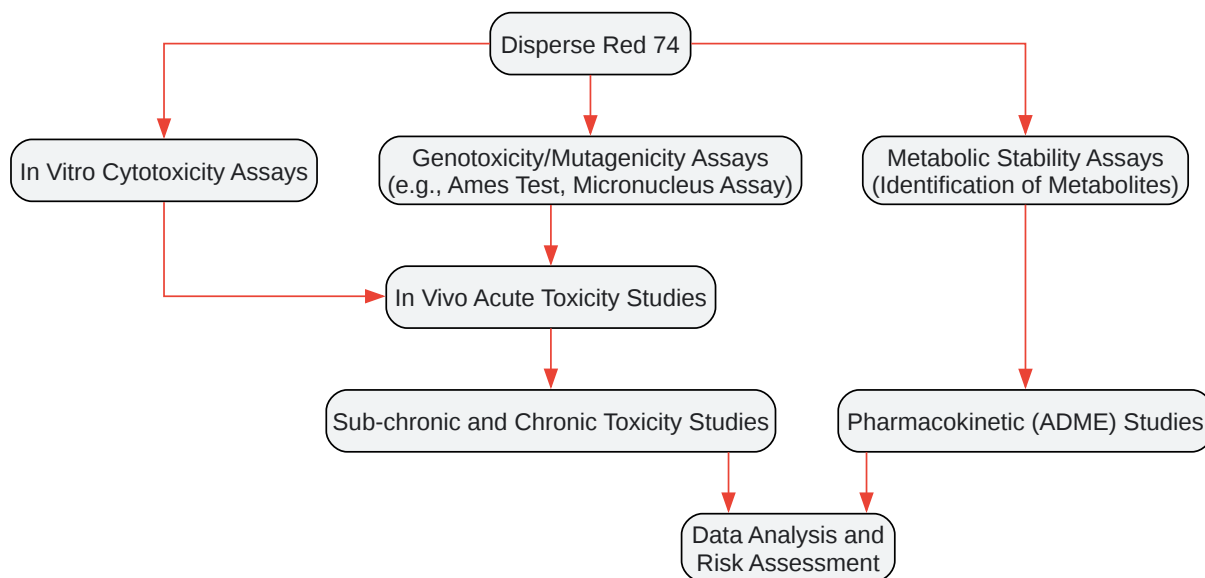 Disperse Red 74
In Vitro Cytotoxicity Assays
Genotoxicity/Mutagenicity Assays
(e.g., Ames Test, Micronucleus Assay)
Metabolic Stability Assays
(Identification of Metabolites)
In Vivo Acute Toxicity Studies
Sub-chronic and Chronic Toxicity Studies
Pharmacokinetic (ADME) Studies
Data Analysis and
Risk Assessment